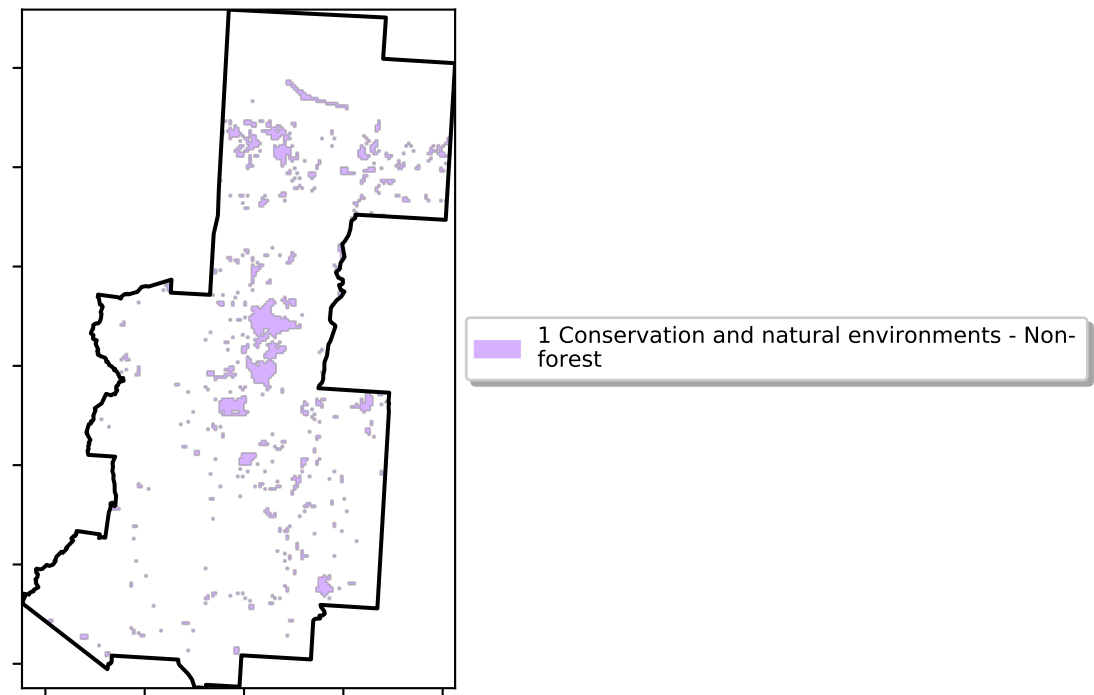 1 Conservation and natural environments - Non-
forest